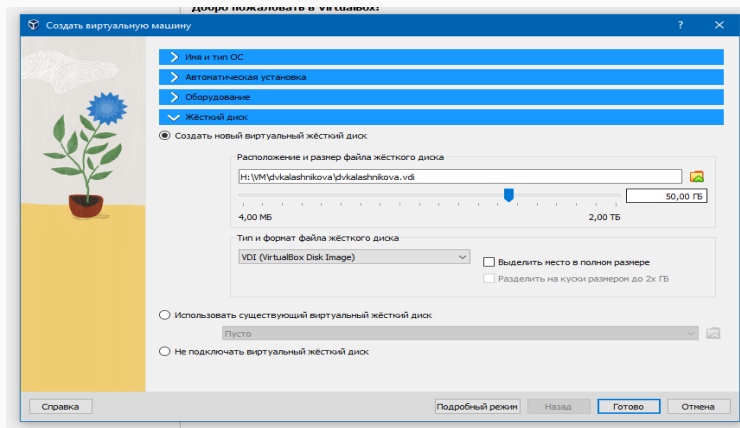 Добро пожаловать в VirtualBox!
Создать виртуальную машину
? ×
Имя и тип ОС
Автоматическая установка
Оборудование
Жёсткий диск
Создать новый виртуальный жёсткий диск
Расположение и размер файла жёсткого диска
H:\VM\dvkalashnikova\dvkalashnikova.vdi
50,00 ГБ
4,00 МБ 2,00 ТБ
Тип и формат файла жёсткого диска
VDI (VirtualBox Disk Image)
Выделить место в полном размере
Разделить на куски размером до 2х ГБ
Использовать существующий виртуальный жёсткий диск
Пусто
Не подключать виртуальный жёсткий диск
Справка Подробный режим Назад Готово Отмена